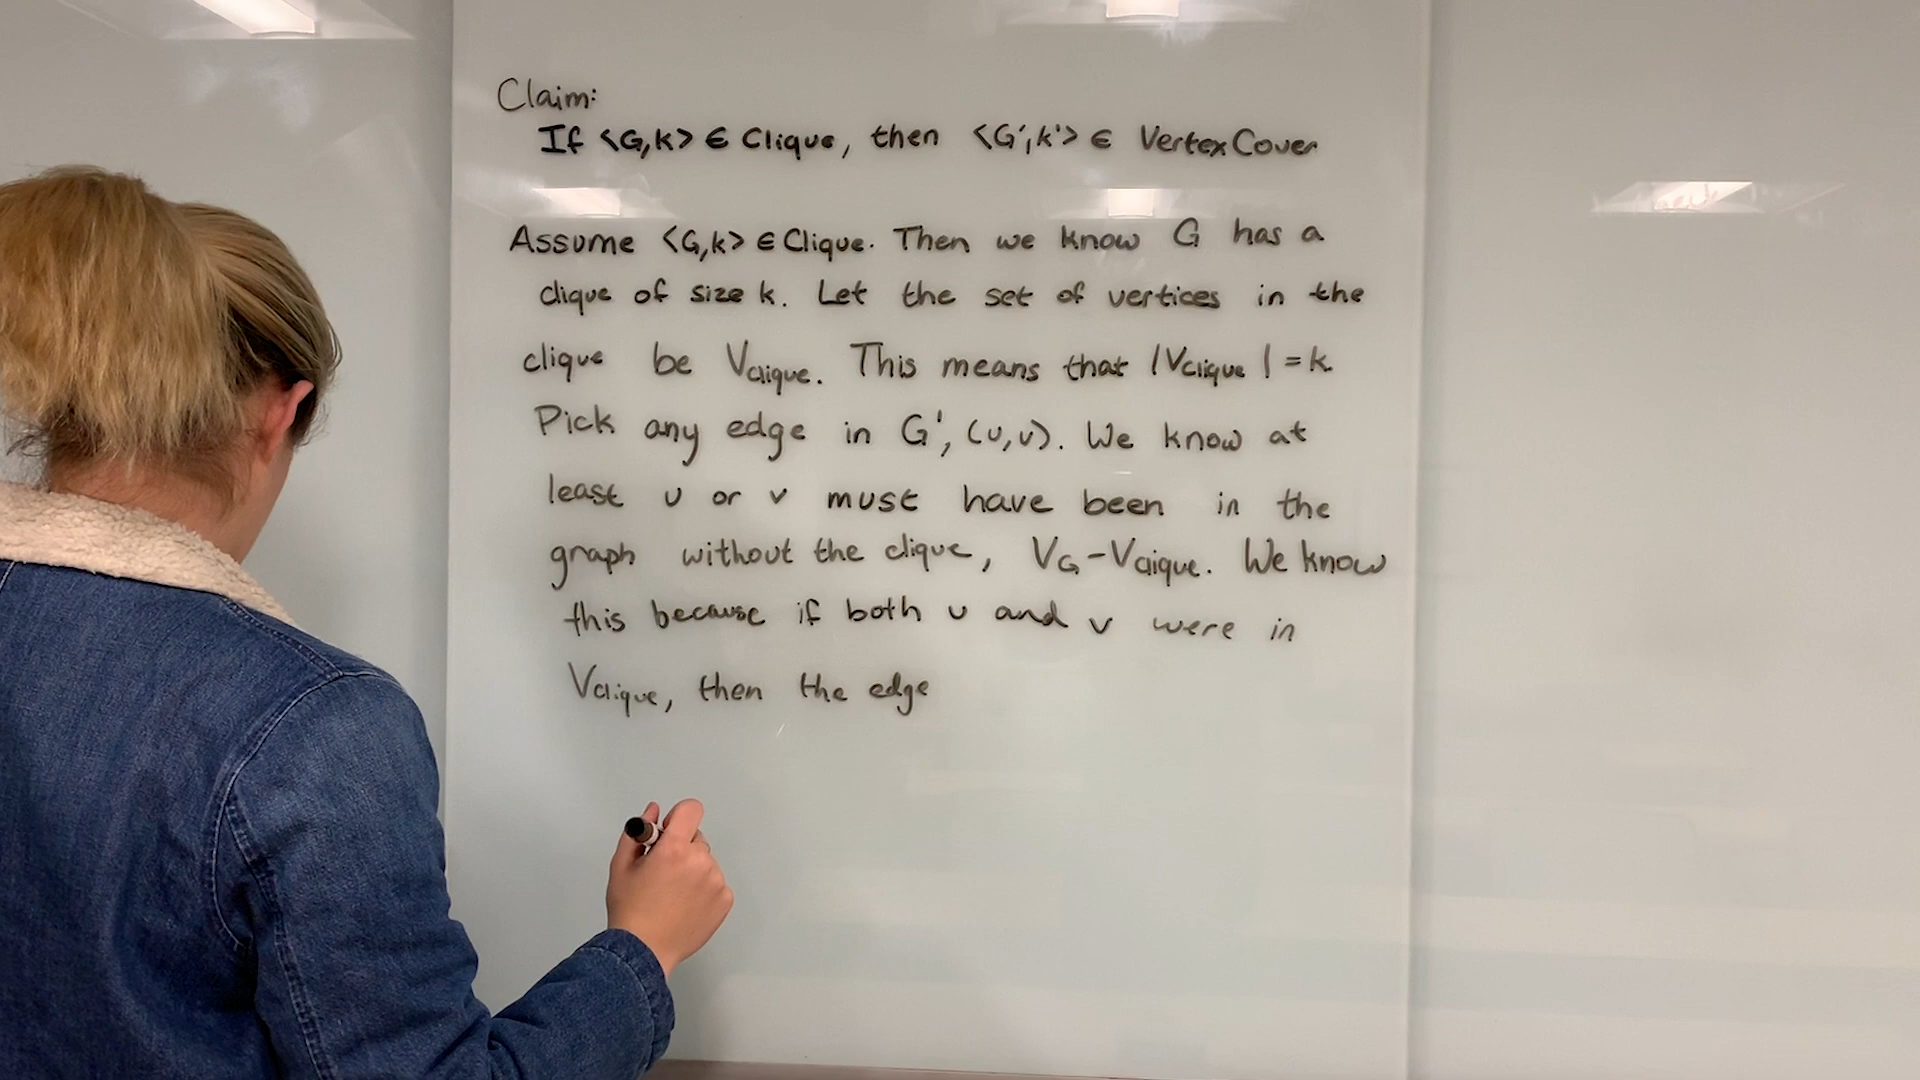 Claim:
If <G,k> ∈ Clique, then <G',k'> ∈ VertexCover
Assume <G,k> ∈ Clique. Then we know G has a
clique of size k. Let the set of vertices in the
clique be Vclique. This means that |Vclique| = k.
Pick any edge in G', (u,v). We know at
least u or v must have been in the
graph without the clique, VG - Vclique. We know
this because if both u and v were in
Vclique, then the edge